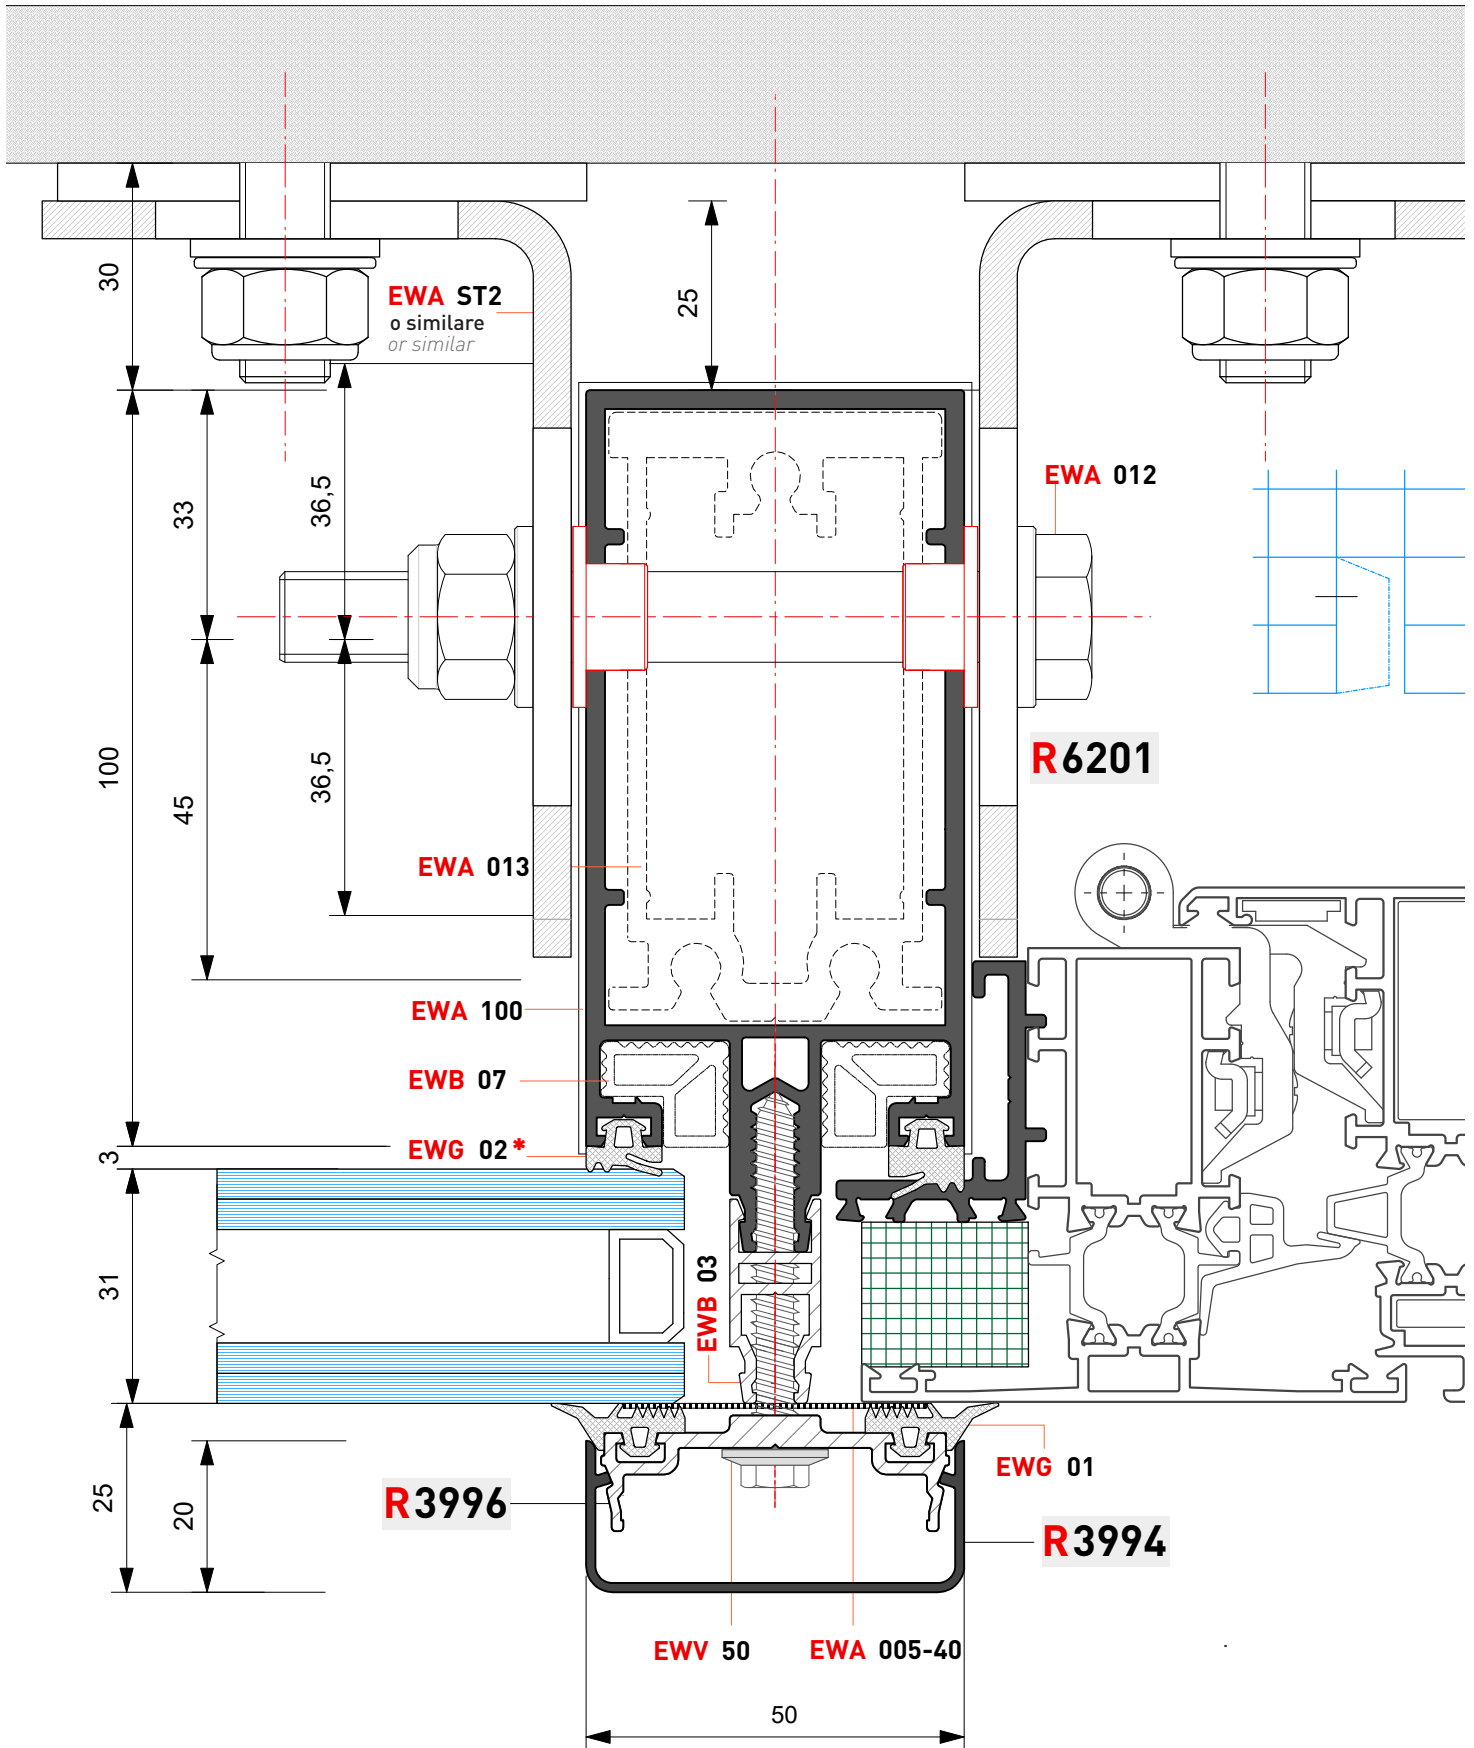 30
EWA ST2
o similare
or similar
25
33
36,5
EWA 012
100
45
36,5
R6201
EWA 013
EWA 100
EWB 07
3
EWG 02*
31
EWB 03
25
20
R3996
EWG 01
R3994
EWV 50
EWA 005-40
50